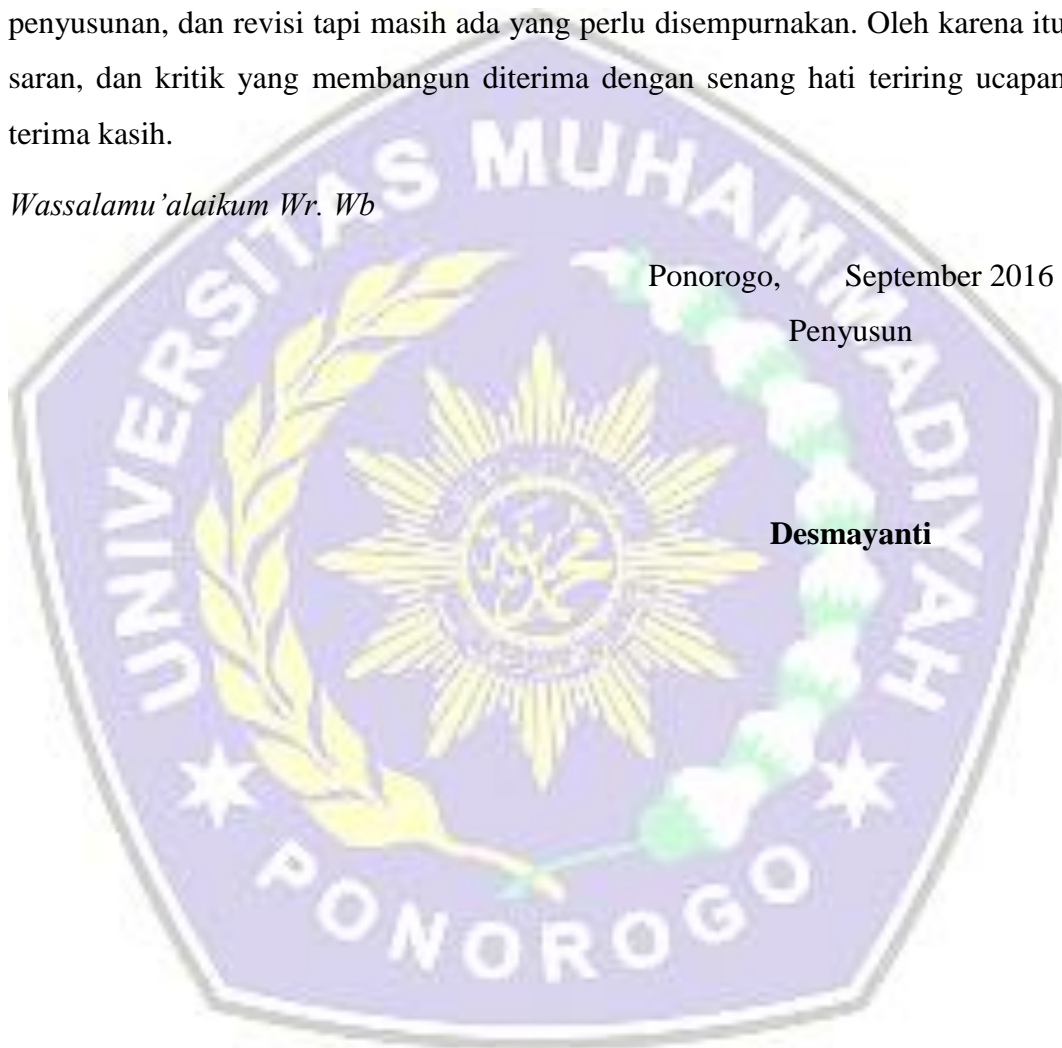 penyusunan, dan revisi tapi masih ada yang perlu disempurnakan. Oleh karena itu
saran, dan kritik yang membangun diterima dengan senang hati teriring ucapan
terima kasih.
Wassalamu’alaikum Wr. Wb
Ponorogo, September 2016
Penyusun
Desmayanti
UNIVERSITAS MUHAMMADIYAH
PONOROGO